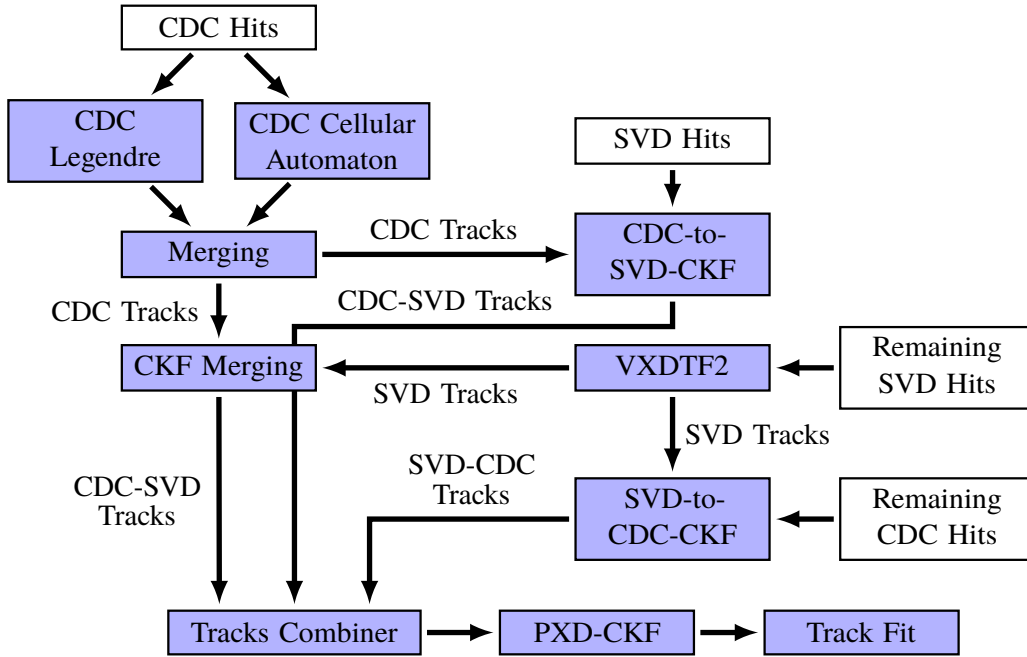 CDC Hits
CDC
Legendre
CDC Cellular
Automaton
SVD Hits
Merging
CDC Tracks
CDC-to-
SVD-CKF
CDC Tracks
CDC-SVD Tracks
CKF Merging
SVD Tracks
VXDTF2
Remaining
SVD Hits
SVD Tracks
CDC-SVD
Tracks
SVD-CDC
Tracks
SVD-to-
CDC-CKF
Remaining
CDC Hits
Tracks Combiner
PXD-CKF
Track Fit